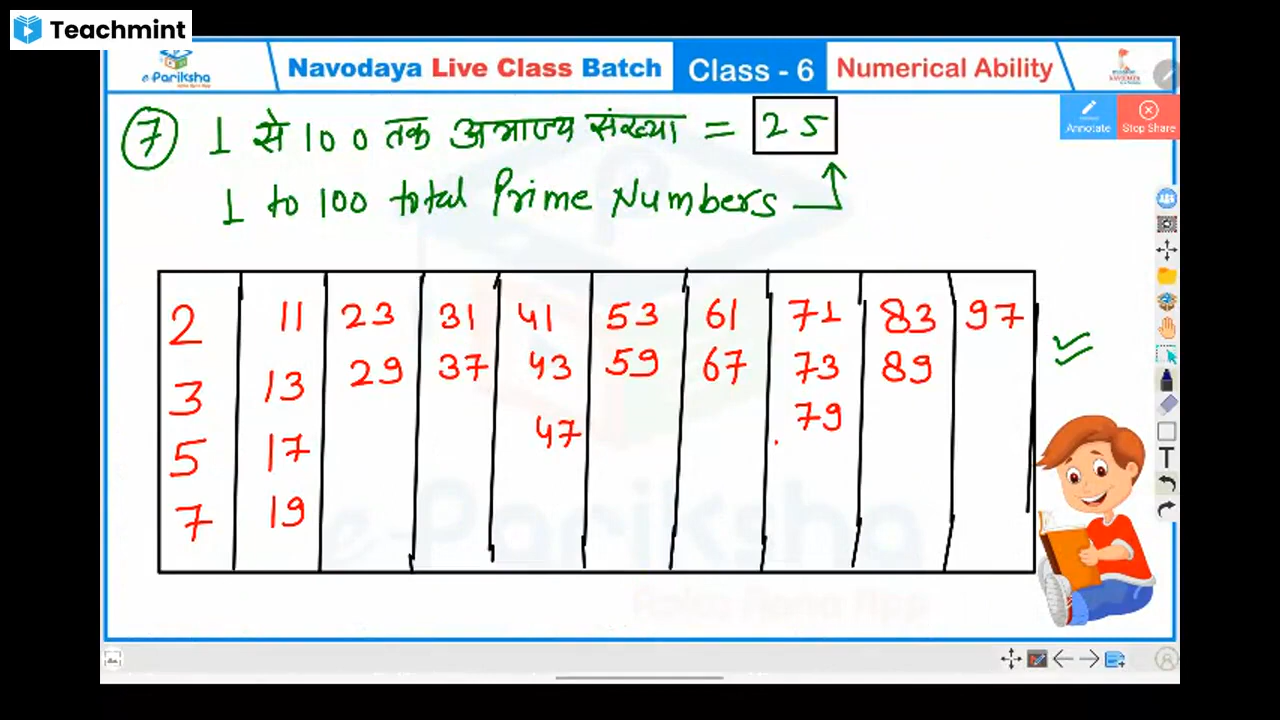 Teachmint
e-Pariksha
Navodaya Live Class Batch
Class - 6
Numerical Ability
Annotate
Stop Share
7 1 से 100 तक अभाज्य संख्या = 25
1 to 100 total Prime Numbers
2 11 23 31 41 53 61 71 83 97
3 13 29 37 43 59 67 73 89
5 17 47 79
7 19
e-Pariksha